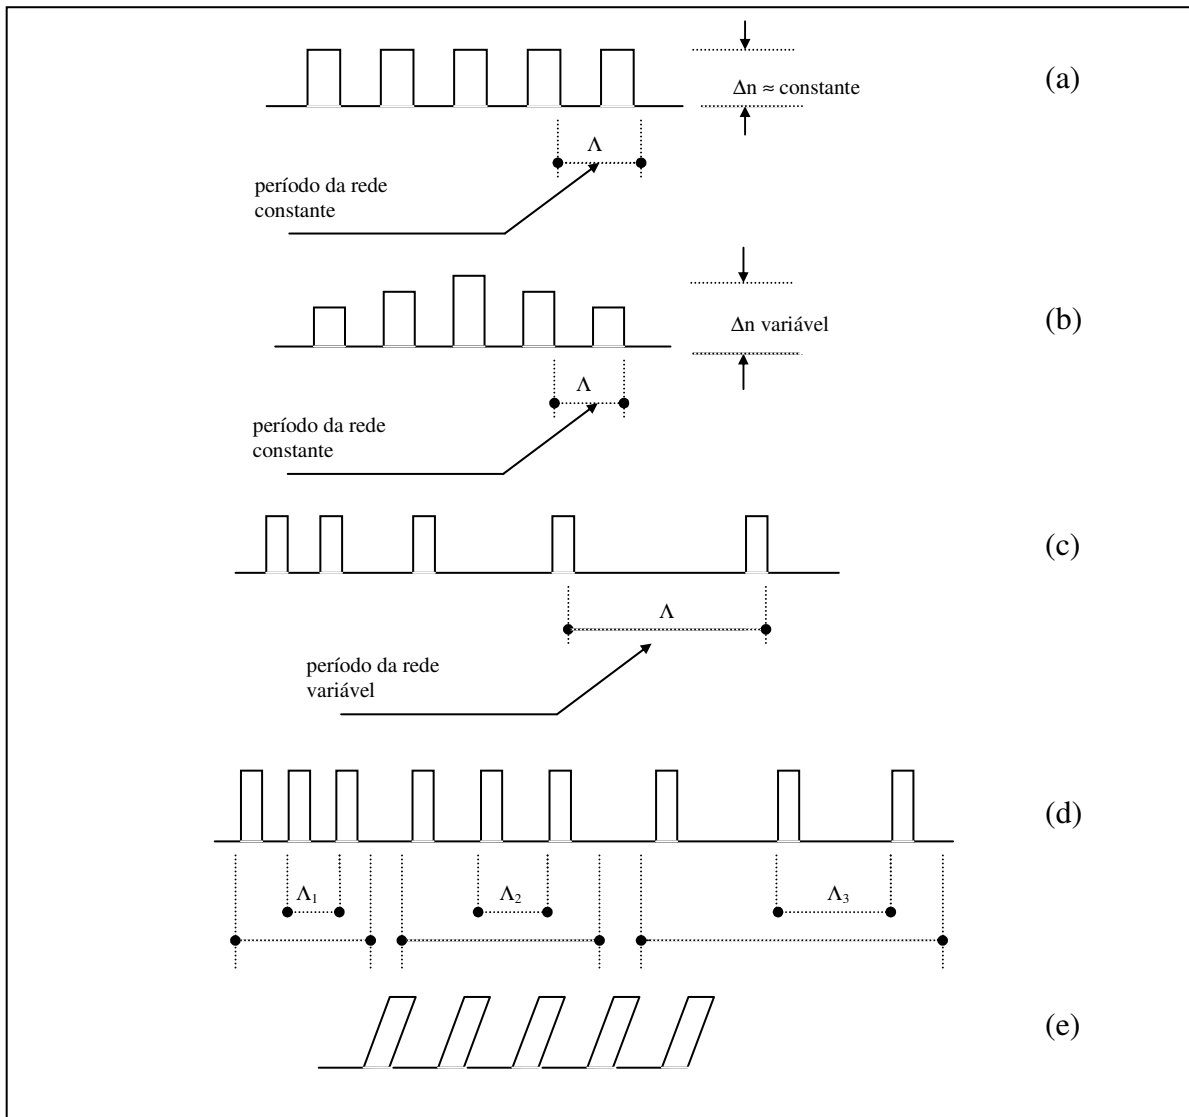 (a)
Δn ≈ constante
Λ
período da rede
constante
(b)
Δn variável
Λ
período da rede
constante
(c)
Λ
período da rede
variável
(d)
Λ₁
Λ₂
Λ₃
(e)